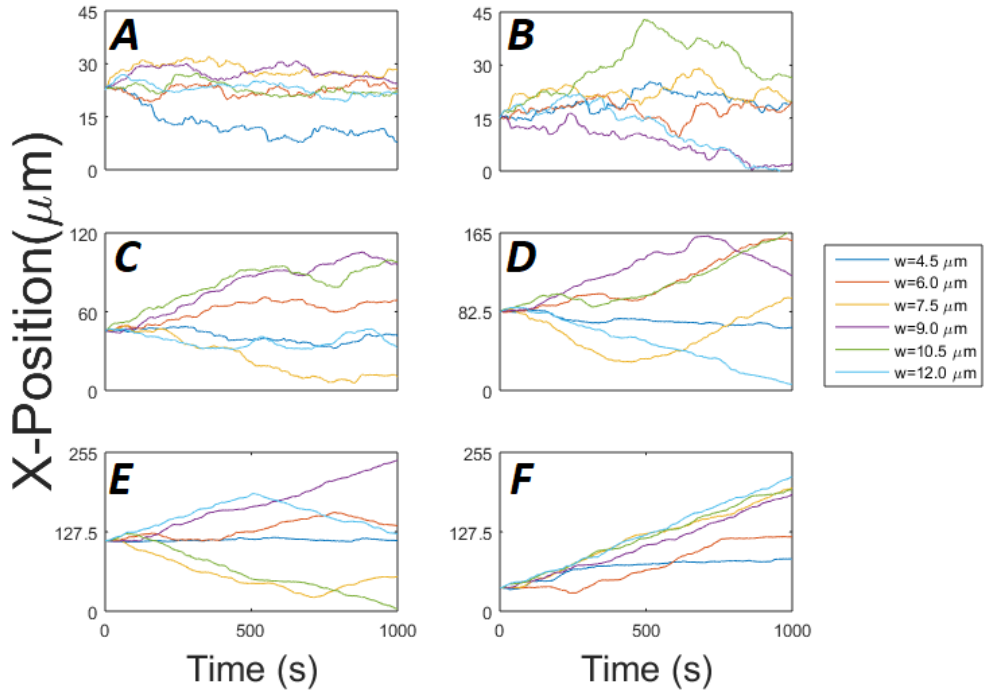 X-Position(μm)
A
45
30
15
0
B
45
30
15
0
C
120
60
0
D
165
82.5
0
w=4.5 μm
w=6.0 μm
w=7.5 μm
w=9.0 μm
w=10.5 μm
w=12.0 μm
E
255
127.5
0
0 500 1000
Time (s)
F
255
127.5
0
0 500 1000
Time (s)